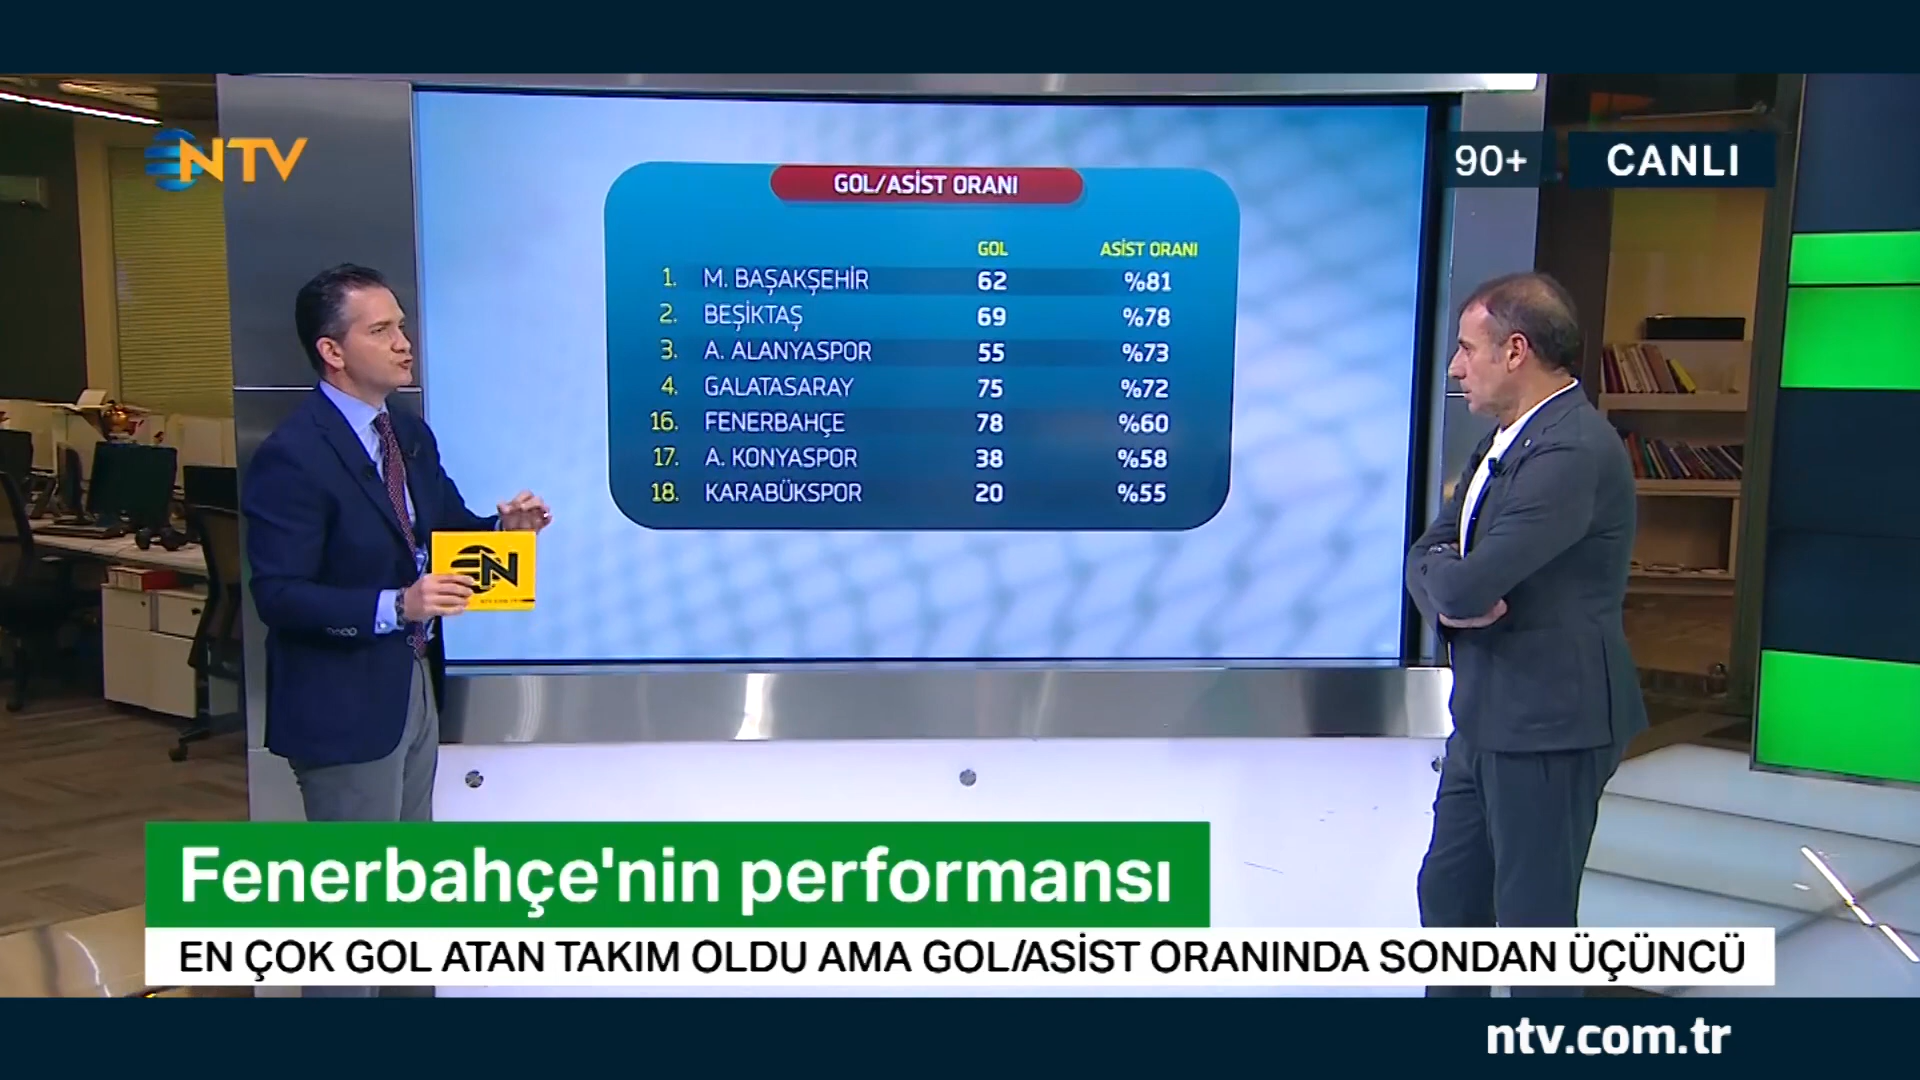 NTV
90+
CANLI
GOL/ASİST ORANI
GOL ASİST ORANI
1. M. BAŞAKŞEHİR 62 %81
2. BEŞİKTAŞ 69 %78
3. A. ALANYASPOR 55 %73
4. GALATASARAY 75 %72
16. FENERBAHÇE 78 %60
17. A. KONYASPOR 38 %58
18. KARABÜKSPOR 20 %55
N
Fenerbahçe'nin performansı
EN ÇOK GOL ATAN TAKIM OLDU AMA GOL/ASİST ORANINDA SONDAN ÜÇÜNCÜ
ntv.com.tr